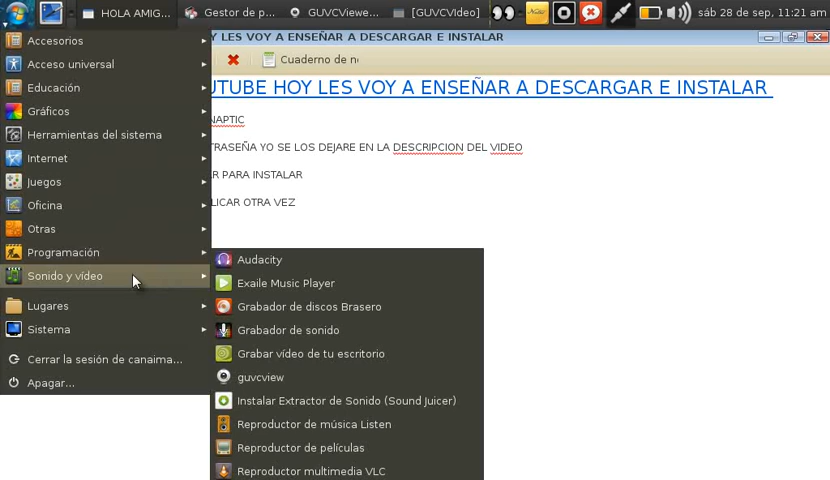 HOLA AMIG...
Gestor de p...
GUVCViewe...
[GUVCVIdeo]
sáb 28 de sep, 11:21 am
Y LES VOY A ENSEÑAR A DESCARGAR E INSTALAR
Cuaderno de n
UTUBE HOY LES VOY A ENSEÑAR A DESCARGAR E INSTALAR
NAPTIC
TRASEÑA YO SE LOS DEJARE EN LA DESCRIPCION DEL VIDEO
AR PARA INSTALAR
LICAR OTRA VEZ
Accesorios
Acceso universal
Educación
Gráficos
Herramientas del sistema
Internet
Juegos
Oficina
Otras
Programación
Sonido y vídeo
Lugares
Sistema
Cerrar la sesión de canaima...
Apagar...
Audacity
Exaile Music Player
Grabador de discos Brasero
Grabador de sonido
Grabar vídeo de tu escritorio
guvcview
Instalar Extractor de Sonido (Sound Juicer)
Reproductor de música Listen
Reproductor de películas
Reproductor multimedia VLC